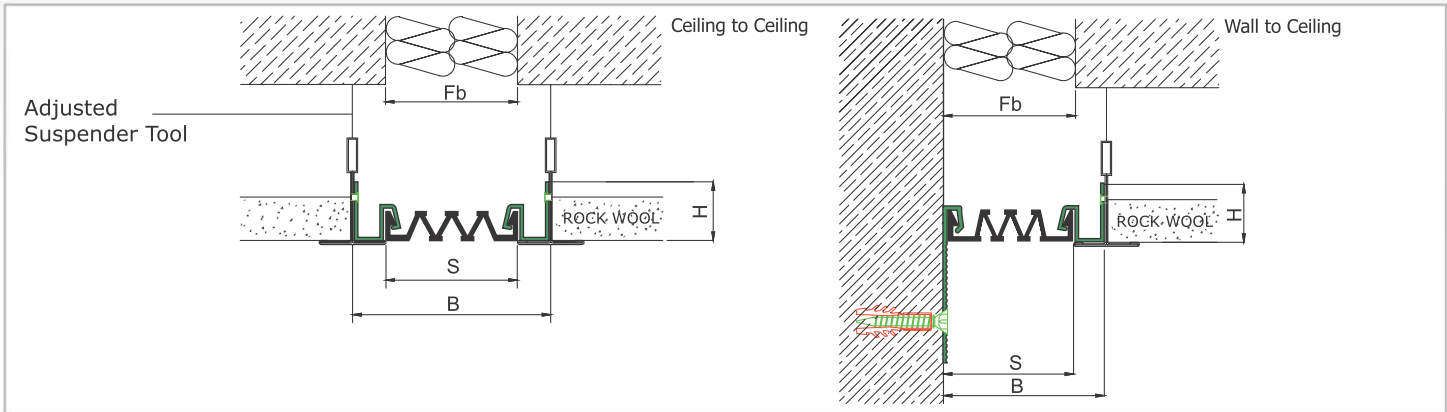 Ceiling to Ceiling
Fb
Adjusted
Suspender Tool
ROCK WOOL
H
S
B
Wall to Ceiling
Fb
ROCK WOOL
H
S
B